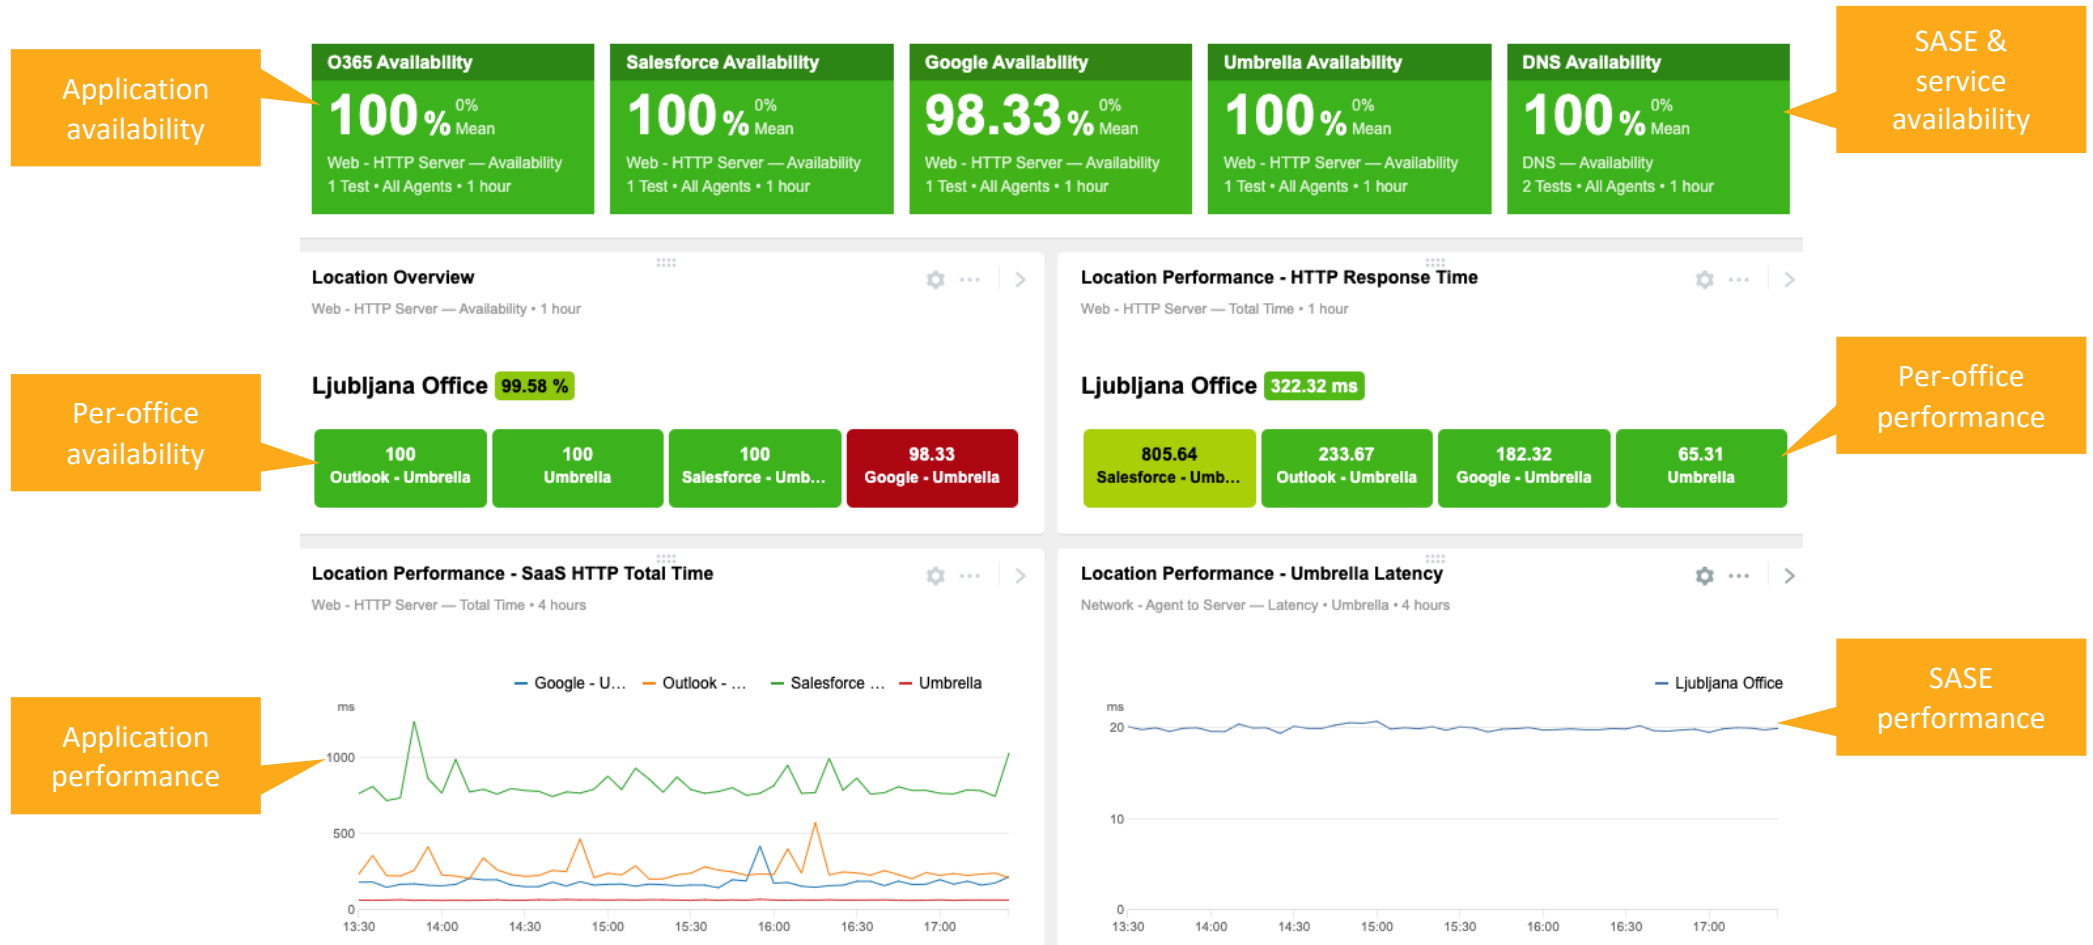 Application
availability
O365 Availability
100 % 0%
Mean
Web - HTTP Server — Availability
1 Test • All Agents • 1 hour
Salesforce Availability
100 % 0%
Mean
Web - HTTP Server — Availability
1 Test • All Agents • 1 hour
Google Availability
98.33 % 0%
Mean
Web - HTTP Server — Availability
1 Test • All Agents • 1 hour
Umbrella Availability
100 % 0%
Mean
Web - HTTP Server — Availability
1 Test • All Agents • 1 hour
DNS Availability
100 % 0%
Mean
DNS — Availability
2 Tests • All Agents • 1 hour
SASE &
service
availability
Location Overview
Web - HTTP Server — Availability • 1 hour
Per-office
availability
Ljubljana Office 99.58 %
100
Outlook - Umbrella
100
Umbrella
100
Salesforce - Umb...
98.33
Google - Umbrella
Location Performance - HTTP Response Time
Web - HTTP Server — Total Time • 1 hour
Ljubljana Office 322.32 ms
805.64
Salesforce - Umb...
233.67
Outlook - Umbrella
182.32
Google - Umbrella
65.31
Umbrella
Per-office
performance
Location Performance - SaaS HTTP Total Time
Web - HTTP Server — Total Time • 4 hours
Application
performance
Google - U... Outlook - ... Salesforce ... Umbrella
ms
1000
500
0
13:30 14:00 14:30 15:00 15:30 16:00 16:30 17:00
Location Performance - Umbrella Latency
Network - Agent to Server — Latency • Umbrella • 4 hours
Ljubljana Office
ms
20
10
0
13:30 14:00 14:30 15:00 15:30 16:00 16:30 17:00
SASE
performance